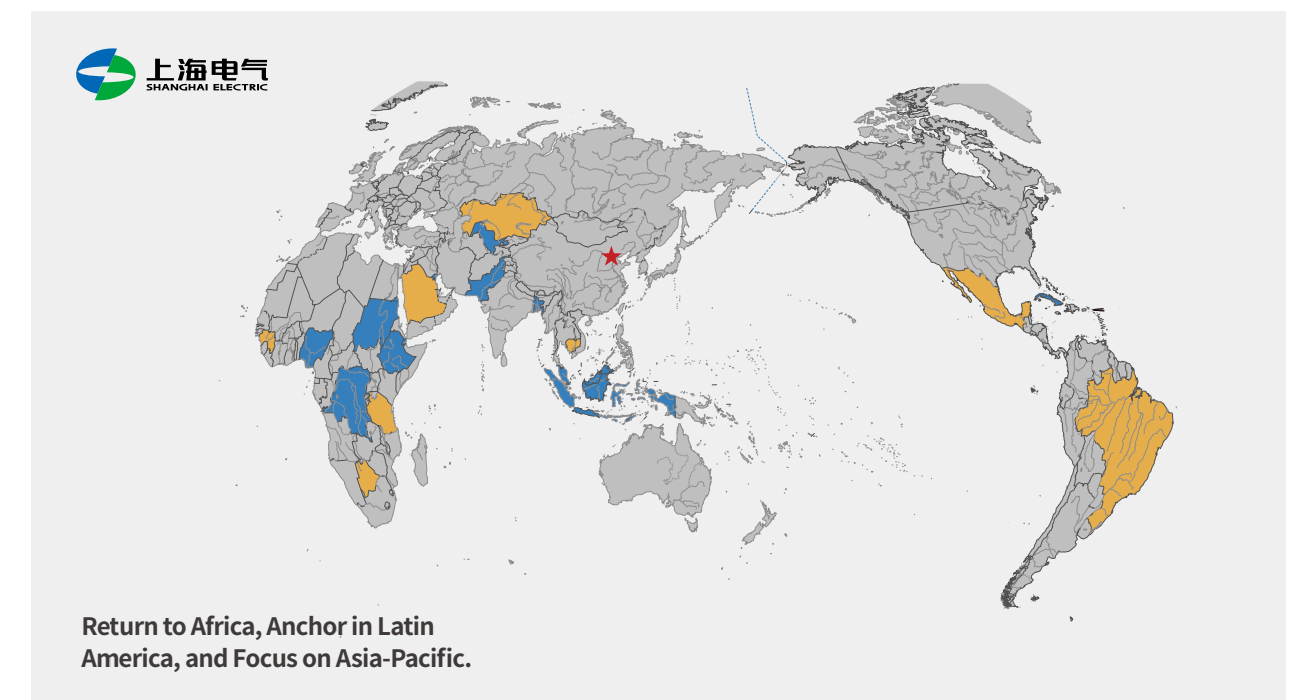 上海电气
SHANGHAI ELECTRIC
Return to Africa, Anchor in Latin
America, and Focus on Asia-Pacific.